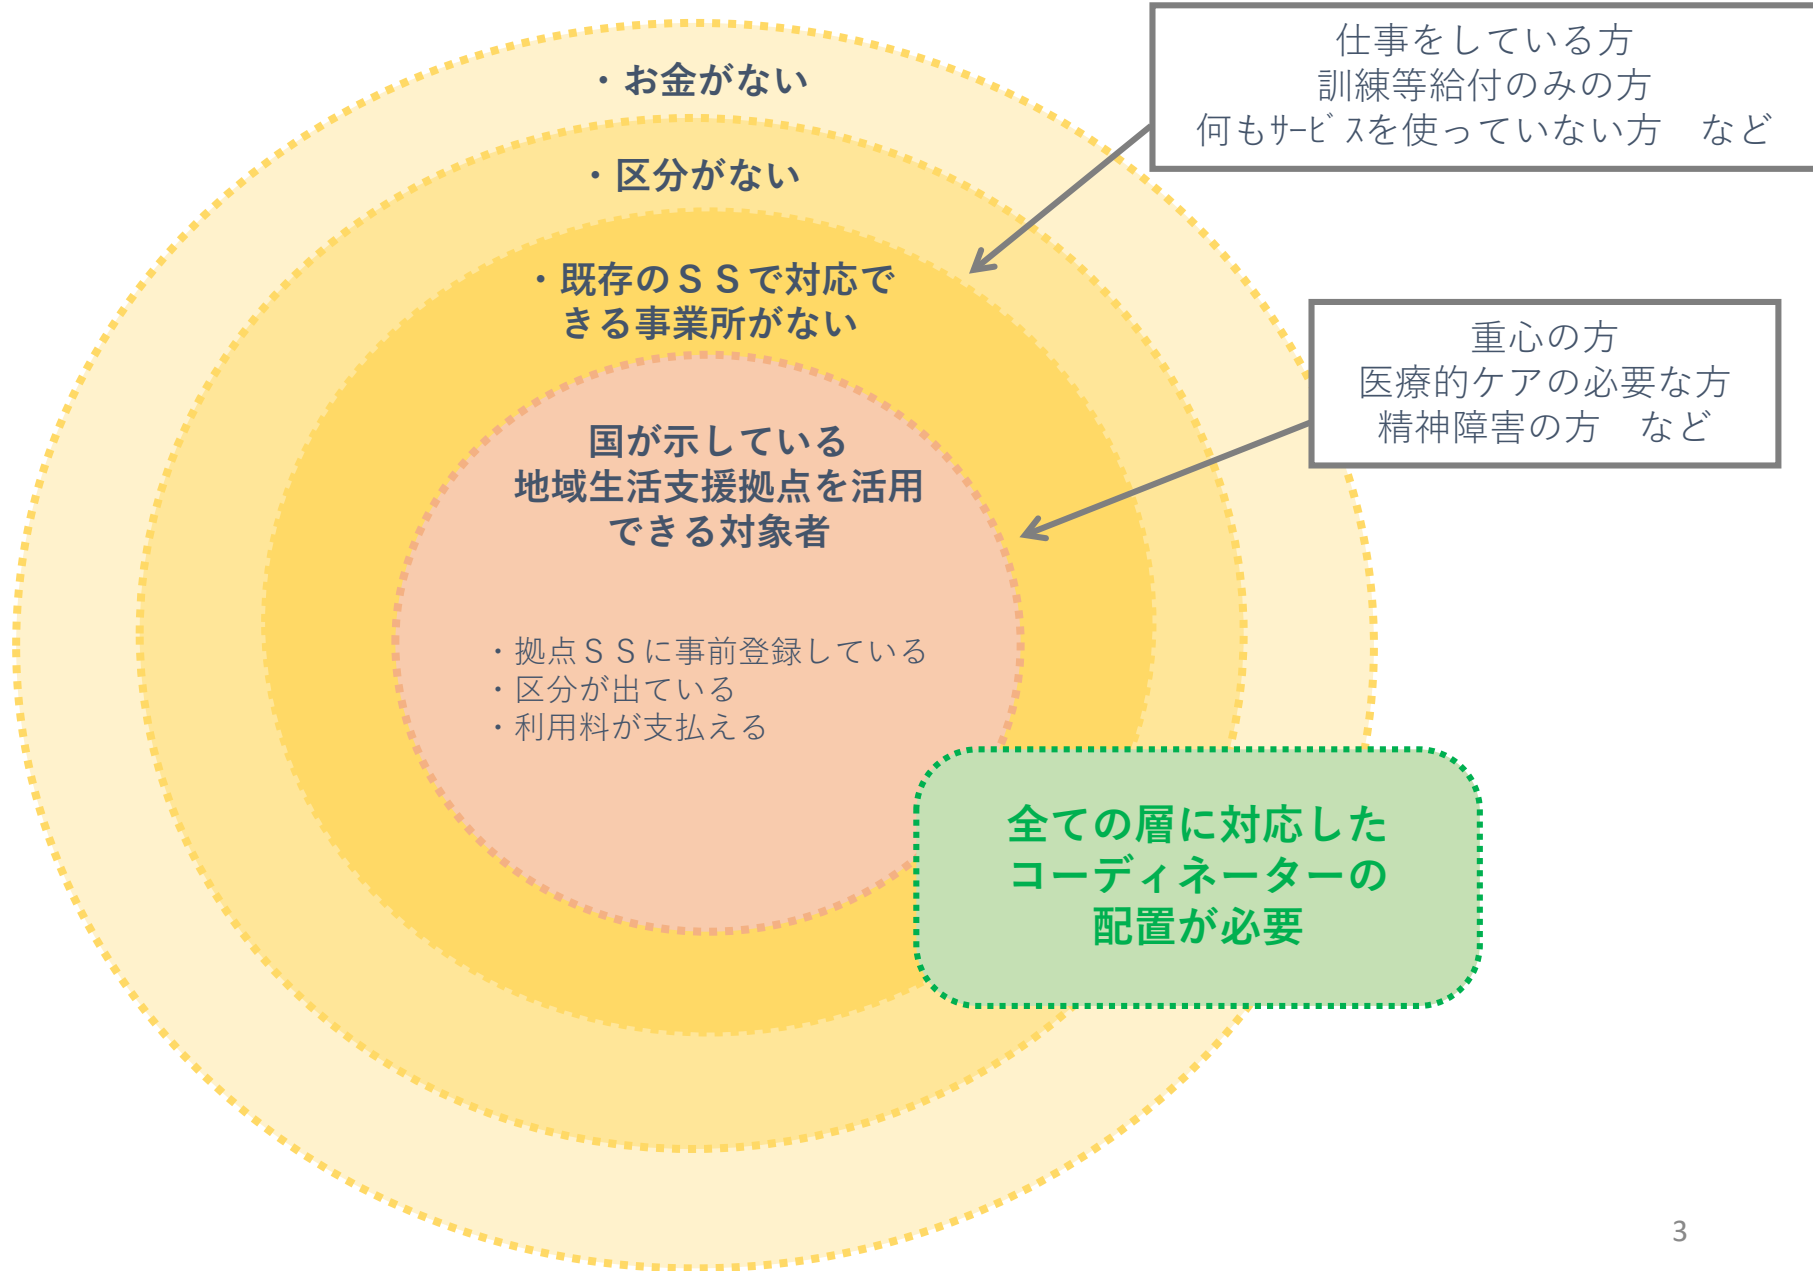 ・お金がない
・区分がない
・既存のＳＳで対応で
きる事業所がない
国が示している
地域生活支援拠点を活用
できる対象者
・拠点ＳＳに事前登録している
・区分が出ている
・利用料が支払える
仕事をしている方
訓練等給付のみの方
何もｻｰﾋﾞｽを使っていない方　など
重心の方
医療的ケアの必要な方
精神障害の方　など
全ての層に対応した
コーディネーターの
配置が必要
3